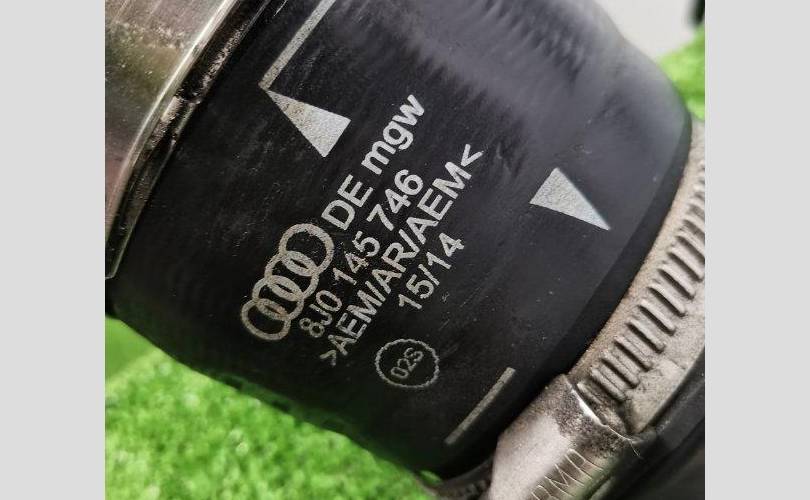 DE mgw
8J0 145 746
>AEM/AR/AEM<
15/14
02S